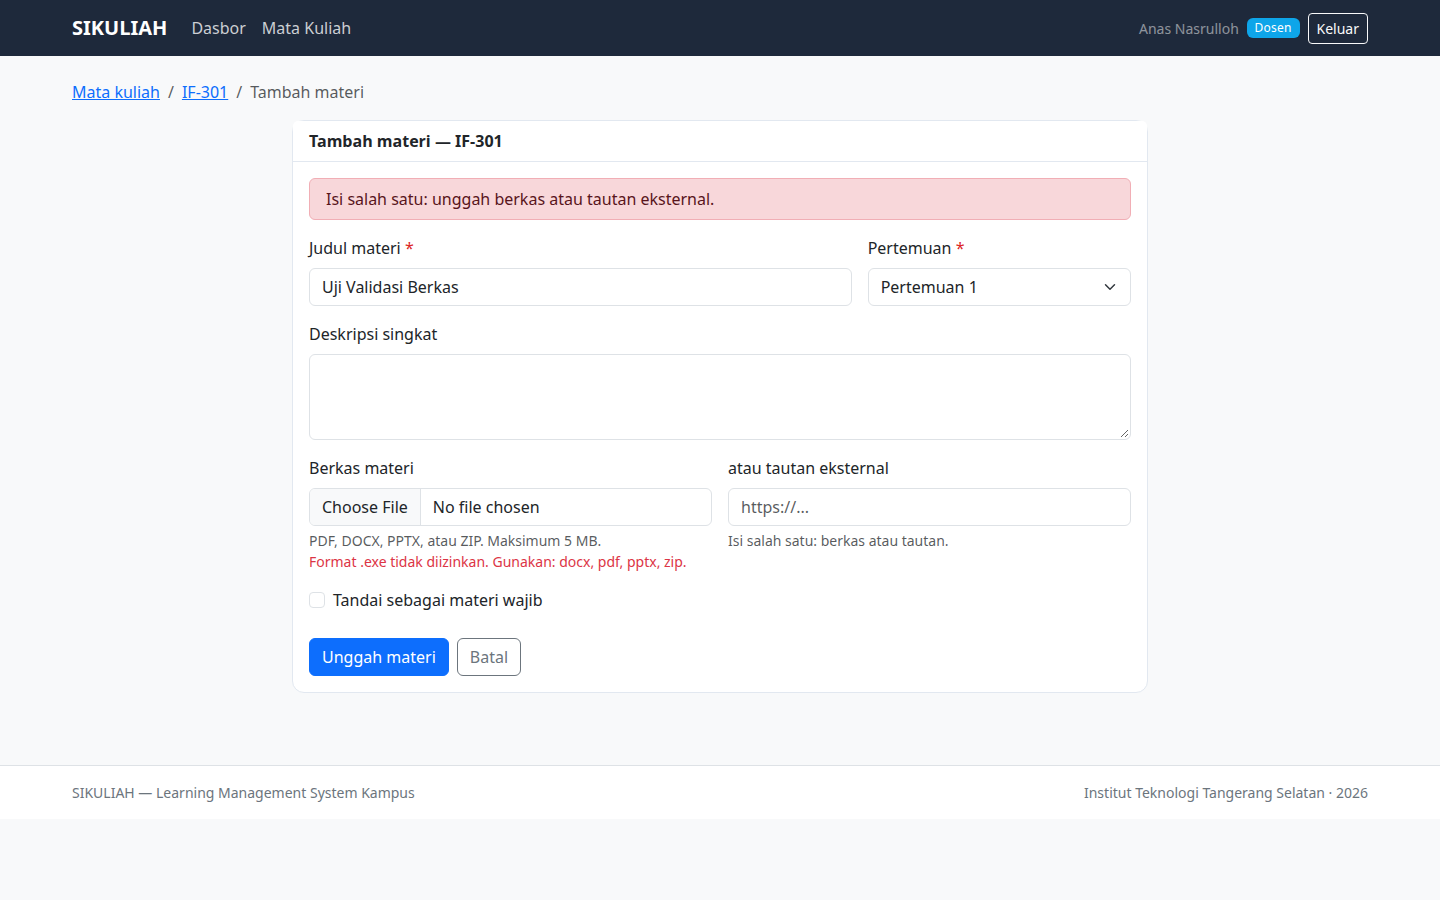 SIKULIAH Dasbor Mata Kuliah Anas Nasrulloh Dosen Keluar
Mata kuliah / IF-301 / Tambah materi
Tambah materi — IF-301
Isi salah satu: unggah berkas atau tautan eksternal.
Judul materi * Pertemuan *
Uji Validasi Berkas Pertemuan 1
Deskripsi singkat
Berkas materi atau tautan eksternal
Choose File No file chosen https://...
PDF, DOCX, PPTX, atau ZIP. Maksimum 5 MB. Isi salah satu: berkas atau tautan.
Format .exe tidak diizinkan. Gunakan: docx, pdf, pptx, zip.
Tandai sebagai materi wajib
Unggah materi Batal
SIKULIAH — Learning Management System Kampus Institut Teknologi Tangerang Selatan · 2026